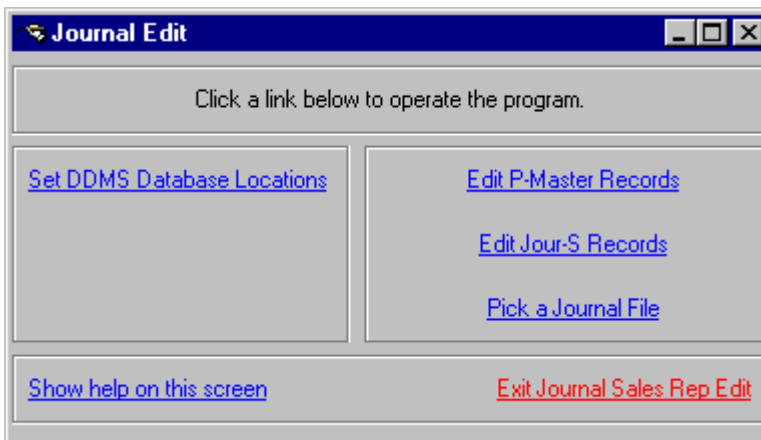 Journal Edit
Click a link below to operate the program.
Set DDMS Database Locations
Edit P-Master Records
Edit Jour-S Records
Pick a Journal File
Show help on this screen
Exit Journal Sales Rep Edit